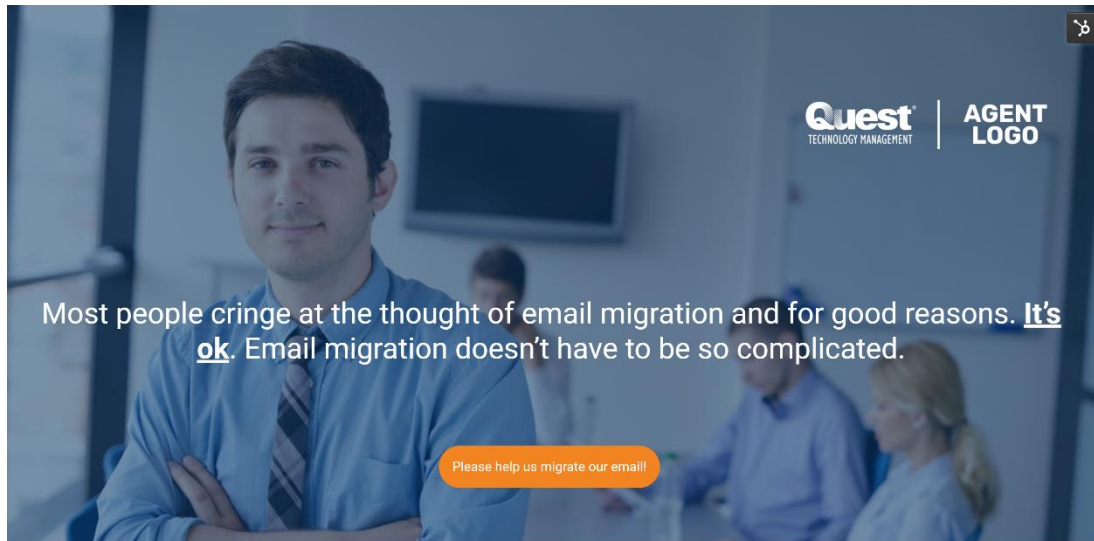 Quest®
TECHNOLOGY MANAGEMENT
AGENT
LOGO
Most people cringe at the thought of email migration and for good reasons. It's
ok. Email migration doesn't have to be so complicated.
Please help us migrate our email!